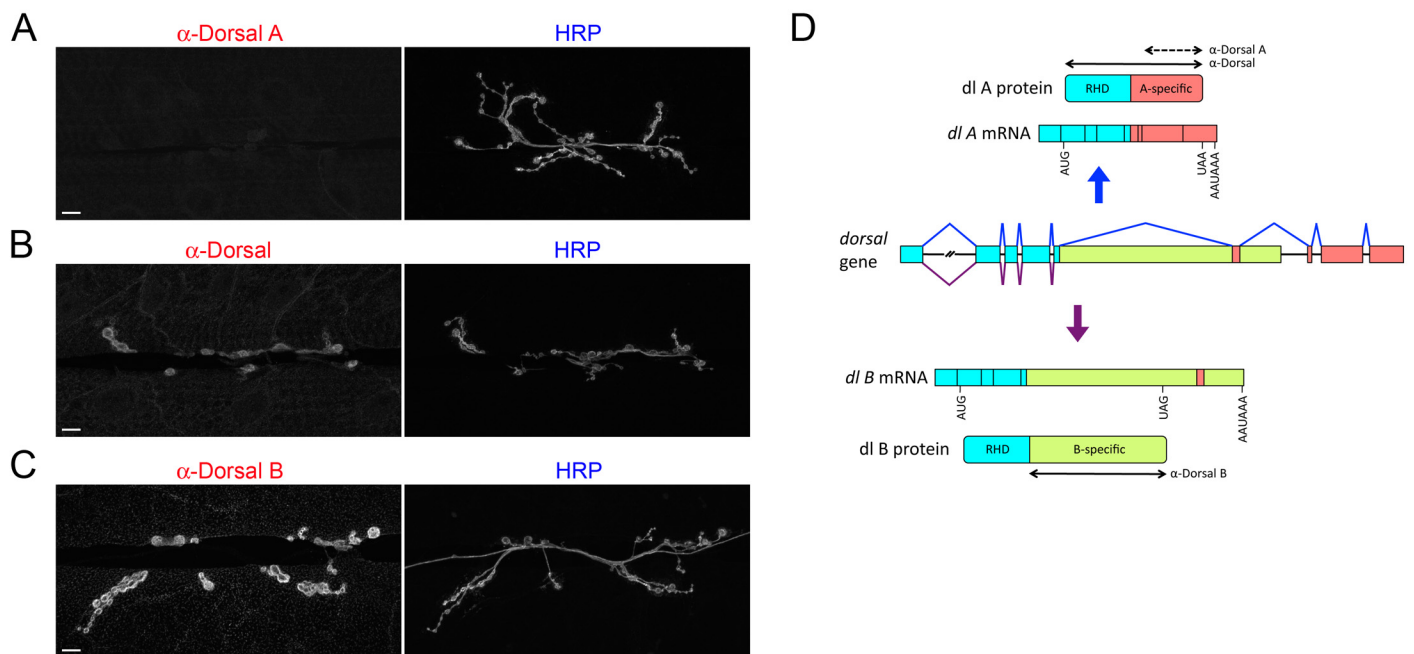 A
α-Dorsal A
HRP
B
α-Dorsal
HRP
C
α-Dorsal B
HRP
D
α-Dorsal A
α-Dorsal
dl A protein
RHD
A-specific
dl A mRNA
AUG
UAA
AAUAAA
dorsal
gene
dl B mRNA
AUG
UAG
AAUAAA
dl B protein
RHD
B-specific
α-Dorsal B